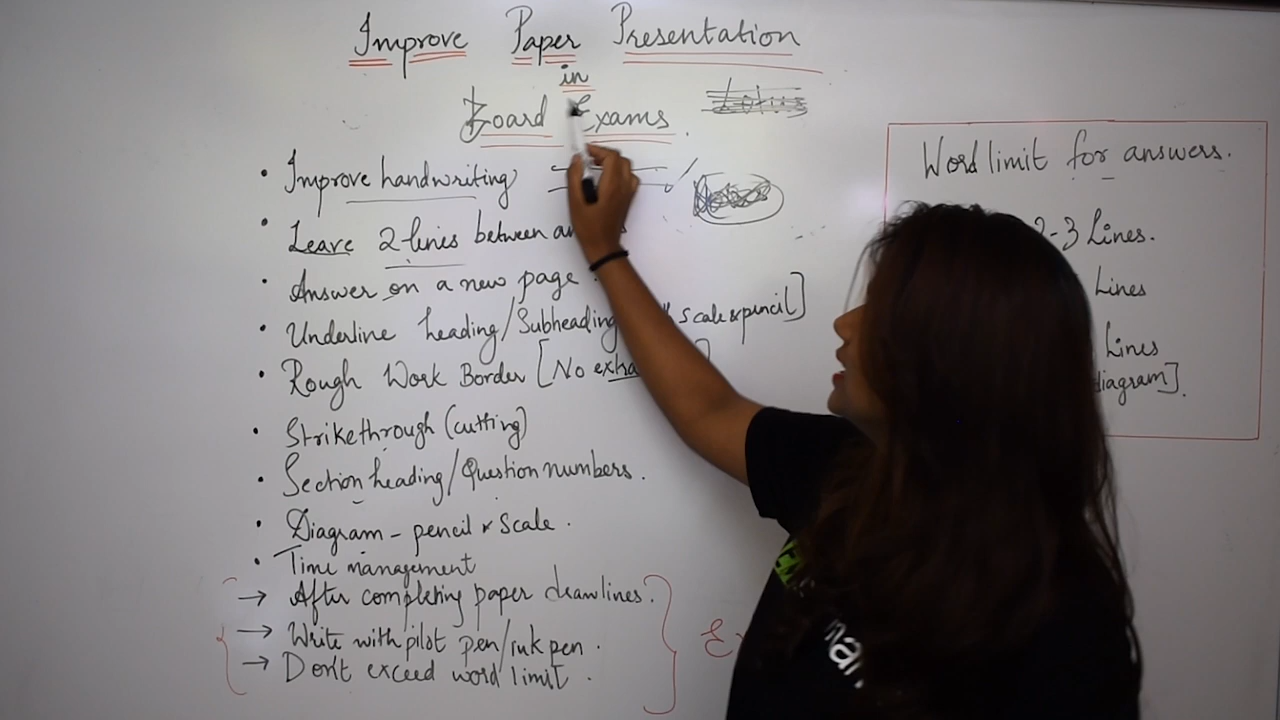 Improve Paper Presentation
in
Board Exams.
• Improve handwriting
• Leave 2 lines between
• Answer on a new page.
• Underline heading/Subheading scale & pencil]
• Rough Work Border [No extra ]
• Strikethrough (cutting)
• Section heading/Question numbers.
• Diagram - pencil & Scale.
• Time management
→ After completing paper draw lines.
→ Write with pilot pen/ink pen.
→ Don't exceed word limit.
Word limit for answers.
2-3 Lines.
Lines
Lines
diagram].